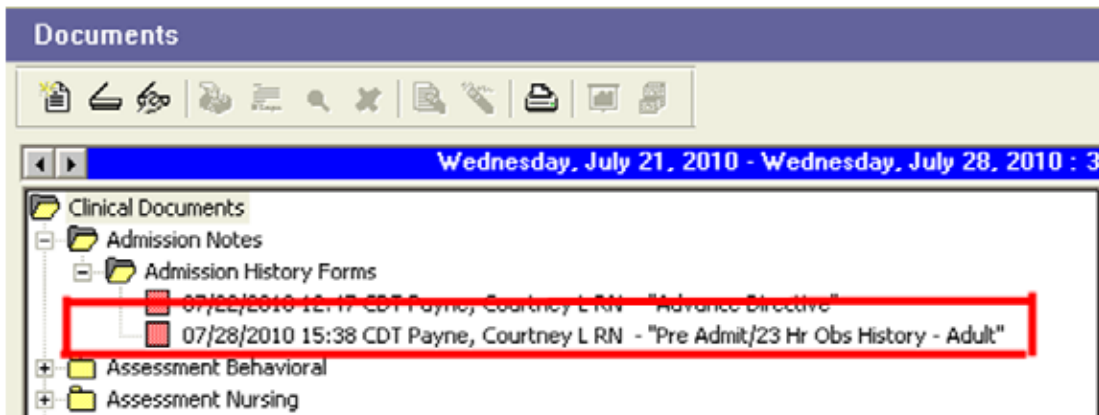 Documents
Wednesday, July 21, 2010 - Wednesday, July 28, 2010 : 3
Clinical Documents
Admission Notes
Admission History Forms
07/22/2010 12:47 CDT Payne, Courtney L RN - "Advance Directive"
07/28/2010 15:38 CDT Payne, Courtney L RN - "Pre Admit/23 Hr Obs History - Adult"
Assessment Behavioral
Assessment Nursing